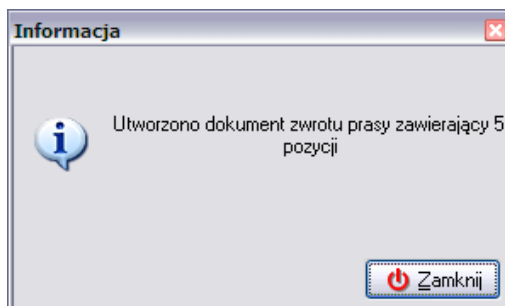 Informacja
Utworzono dokument zwrotu prasy zawierający 5
pozycji
Zamknij